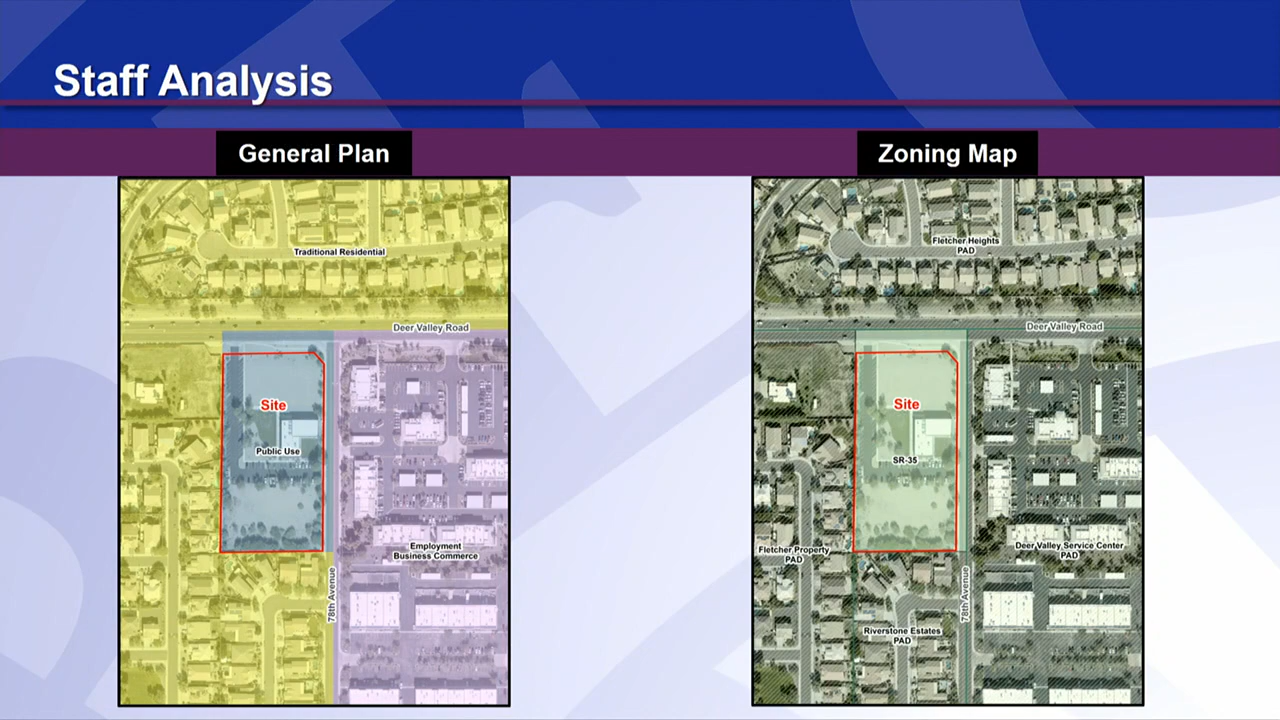 Staff Analysis
General Plan
Traditional Residential
Deer Valley Road
Site
Public Use
Employment
Business Commerce
78th Avenue
Zoning Map
Fletcher Heights
PAD
Deer Valley Road
Site
SR-35
Fletcher Property
PAD
Deer Valley Service Center
PAD
78th Avenue
Riverstone Estates
PAD